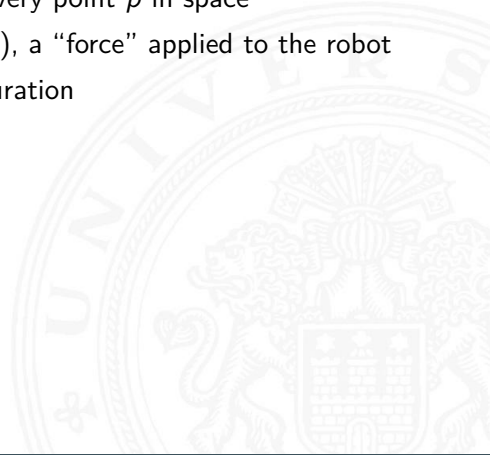 very point p in space
), a “force” applied to the robot
uration
U N I V E R S